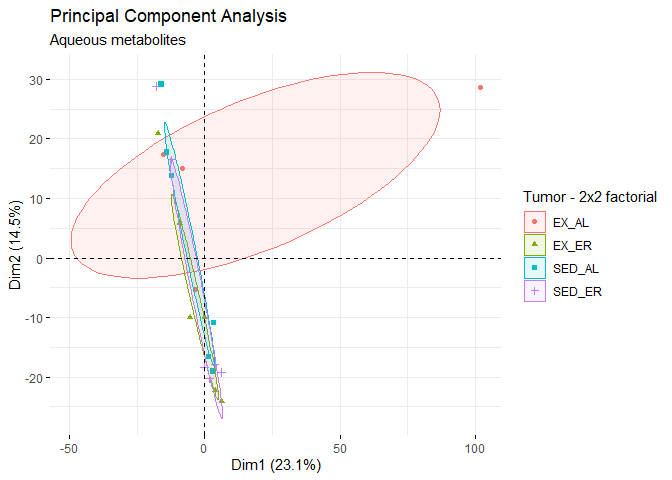 Principal Component Analysis
Aqueous metabolites
30
20
10
0
-10
-20
Dim2 (14.5%)
-50
0
50
100
Dim1 (23.1%)
Tumor - 2x2 factorial
EX_AL
EX_ER
SED_AL
SED_ER